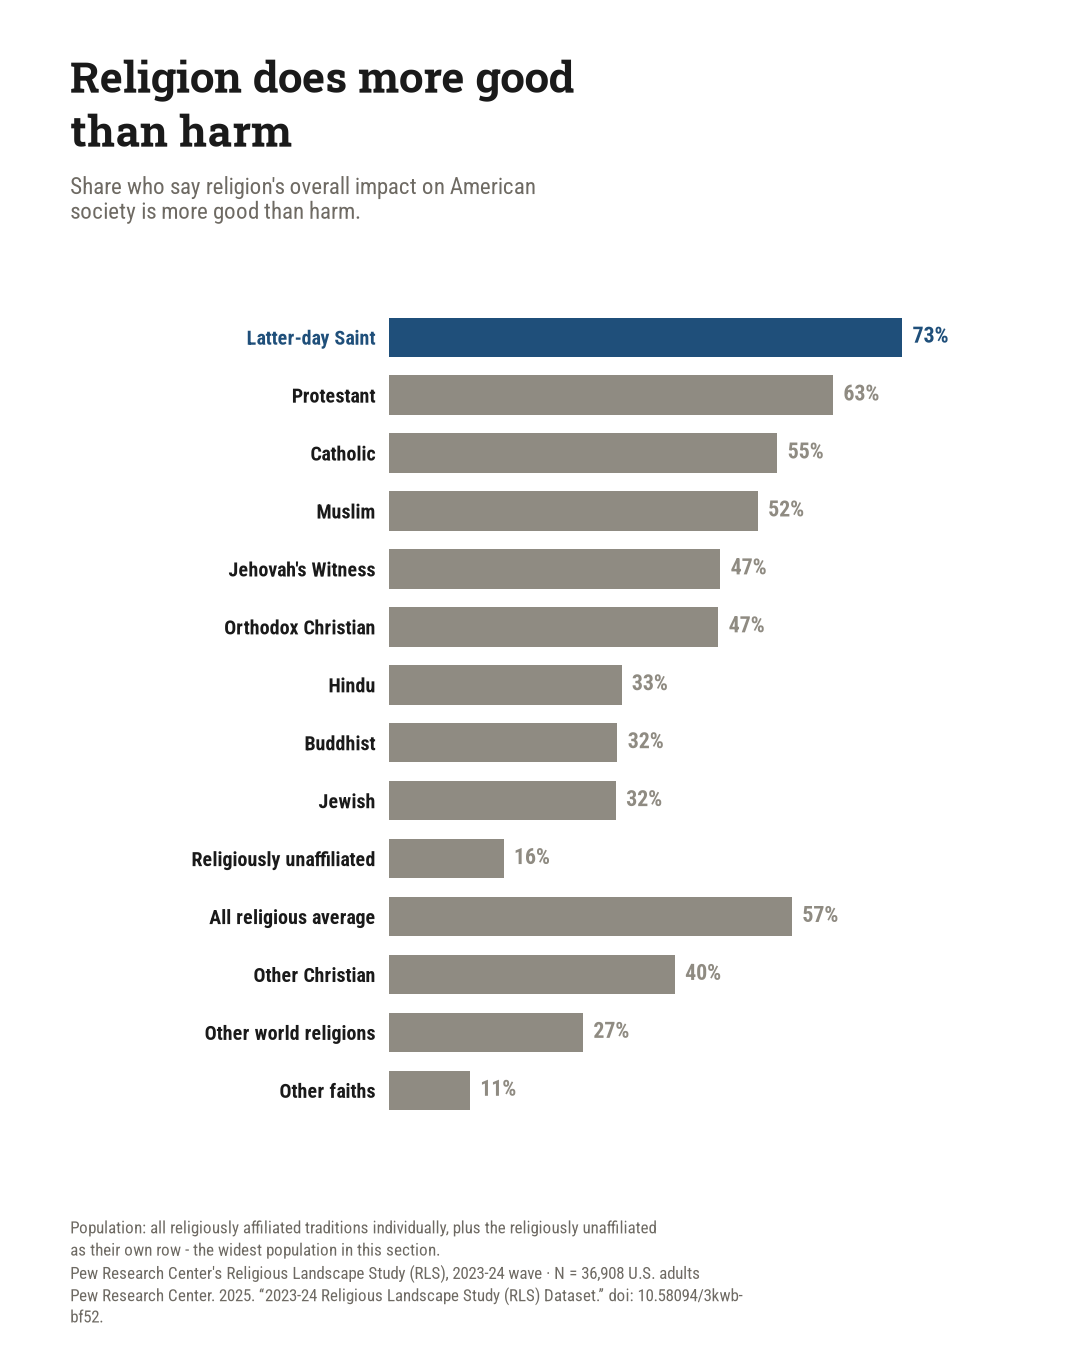 Religion does more good
than harm
Share who say religion's overall impact on American
society is more good than harm.
Latter-day Saint 73%
Protestant 63%
Catholic 55%
Muslim 52%
Jehovah's Witness 47%
Orthodox Christian 47%
Hindu 33%
Buddhist 32%
Jewish 32%
Religiously unaffiliated 16%
All religious average 57%
Other Christian 40%
Other world religions 27%
Other faiths 11%
Population: all religiously affiliated traditions individually, plus the religiously unaffiliated
as their own row - the widest population in this section.
Pew Research Center's Religious Landscape Study (RLS), 2023-24 wave · N = 36,908 U.S. adults
Pew Research Center. 2025. “2023-24 Religious Landscape Study (RLS) Dataset.” doi: 10.58094/3kwb-
bf52.